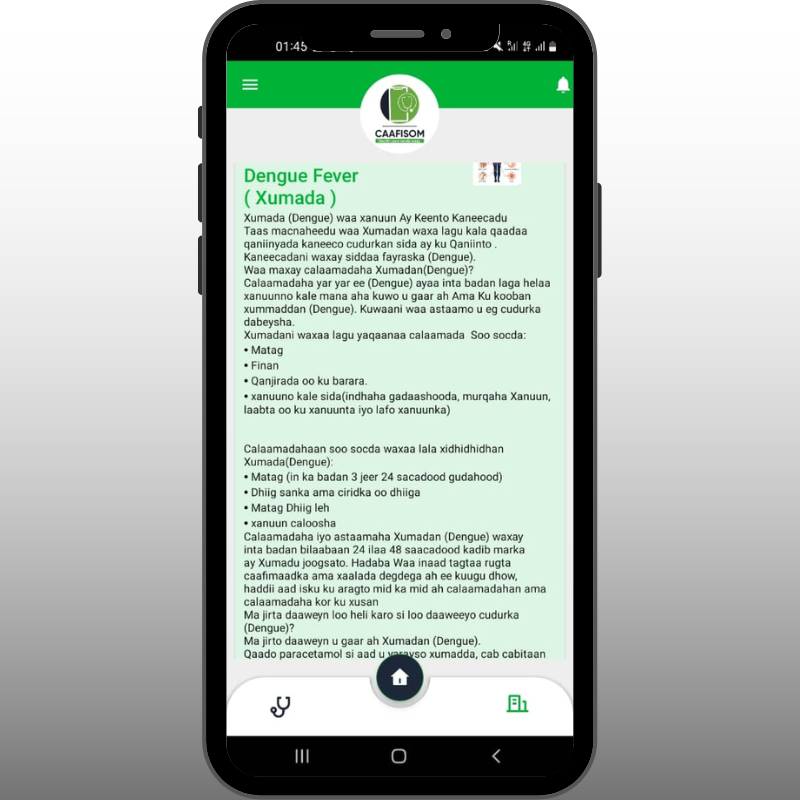 01:45
CAAFISOM
Dengue Fever
( Xumada )
Xumada (Dengue) waa xanuun Ay Keento Kaneecadu
Taas macnaheedu waa Xumadan waxa lagu kala qaadaa
qaniinyada kaneeco cudurkan sida ay ku Qaniinto .
Kaneecadani waxay siddaa fayraska (Dengue).
Waa maxay calaamadaha Xumadan(Dengue)?
Calaamadaha yar yar ee (Dengue) ayaa inta badan laga helaa
xanuunno kale mana aha kuwo u gaar ah Ama Ku kooban
xummaddan (Dengue). Kuwaani waa astaamo u eg cudurka
dabeysha.
Xumadani waxaa lagu yaqaanaa calaamada Soo socda:
• Matag
• Finan
• Qanjirada oo ku barara.
• xanuuno kale sida(indhaha gadaashooda, murqaha Xanuun,
laabta oo ku xanuunta iyo lafo xanuunka)
Calaamadahaan soo socda waxaa lala xidhidhidhan
Xumada(Dengue):
• Matag (in ka badan 3 jeer 24 sacadood gudahood)
• Dhiig sanka ama ciridka oo dhiiga
• Matag Dhiig leh
• xanuun caloosha
Calaamadaha iyo astaamaha Xumadan (Dengue) waxay
inta badan bilaabaan 24 ilaa 48 saacadood kadib marka
ay Xumadu joogsato. Hadaba Waa inaad tagtaa rugta
caafimaadka ama xaalada degdega ah ee kuugu dhow,
haddii aad isku ku aragto mid ka mid ah calaamadahan ama
calaamadaha kor ku xusan
Ma jirta daaweyn loo heli karo si loo daaweeyo cudurka
(Dengue)?
Ma jirto daaweyn u gaar ah Xumadan (Dengue).
Qaado paracetamol si aad u yarayso xumadda, cab cabitaan